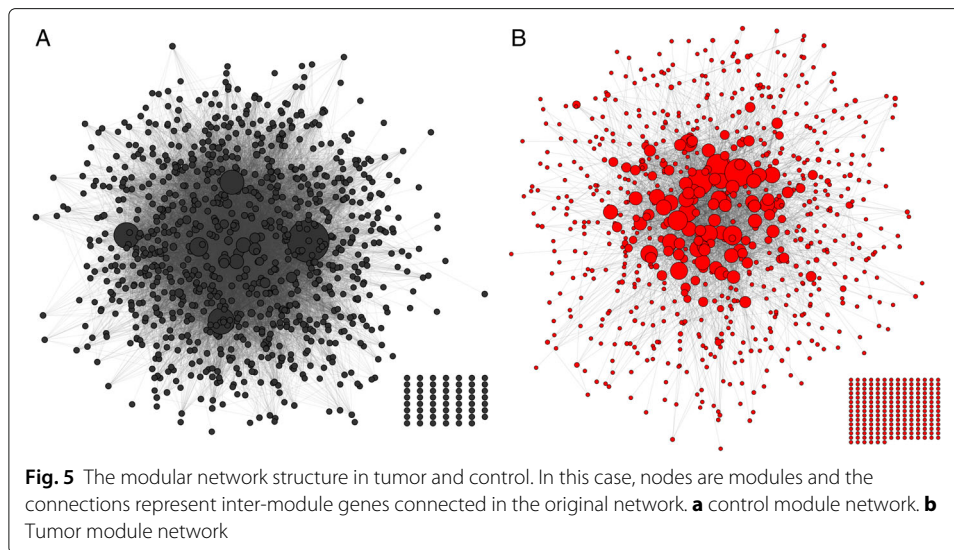 A
B
Fig. 5 The modular network structure in tumor and control. In this case, nodes are modules and the
connections represent inter-module genes connected in the original network. a control module network. b
Tumor module network